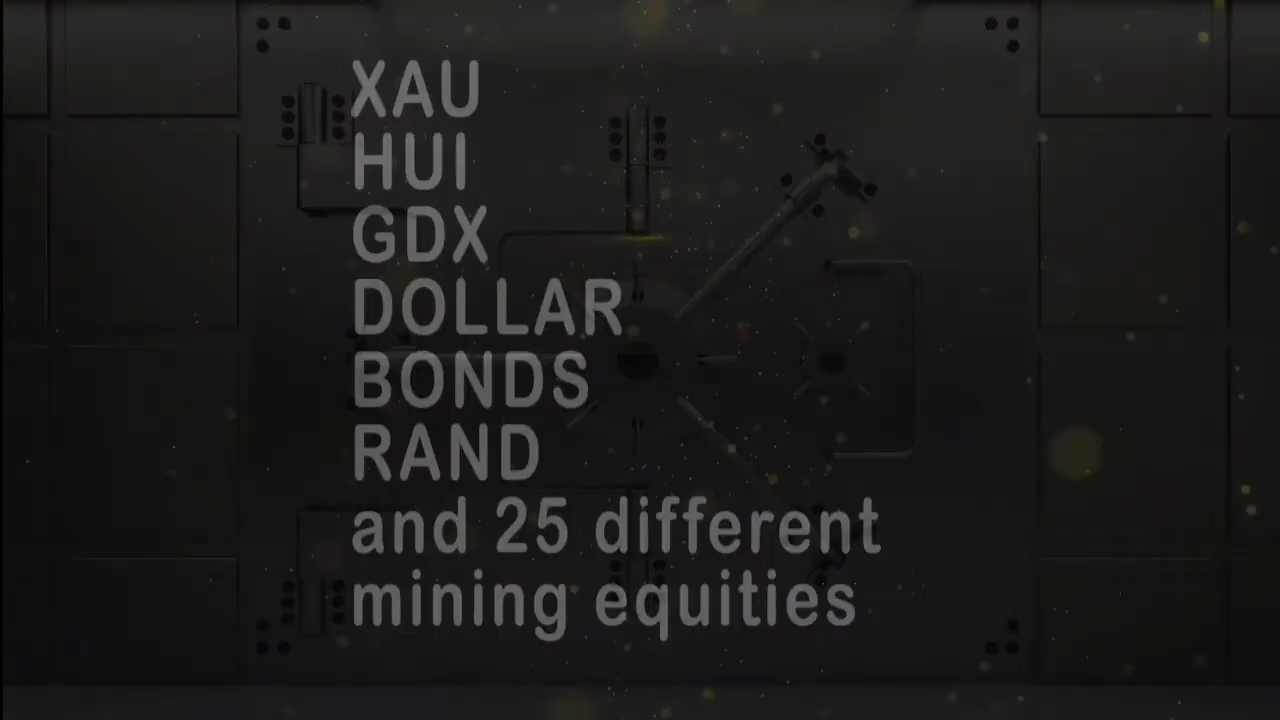 XAU
HUI
GDX
DOLLAR
BONDS
RAND
and 25 different
mining equities